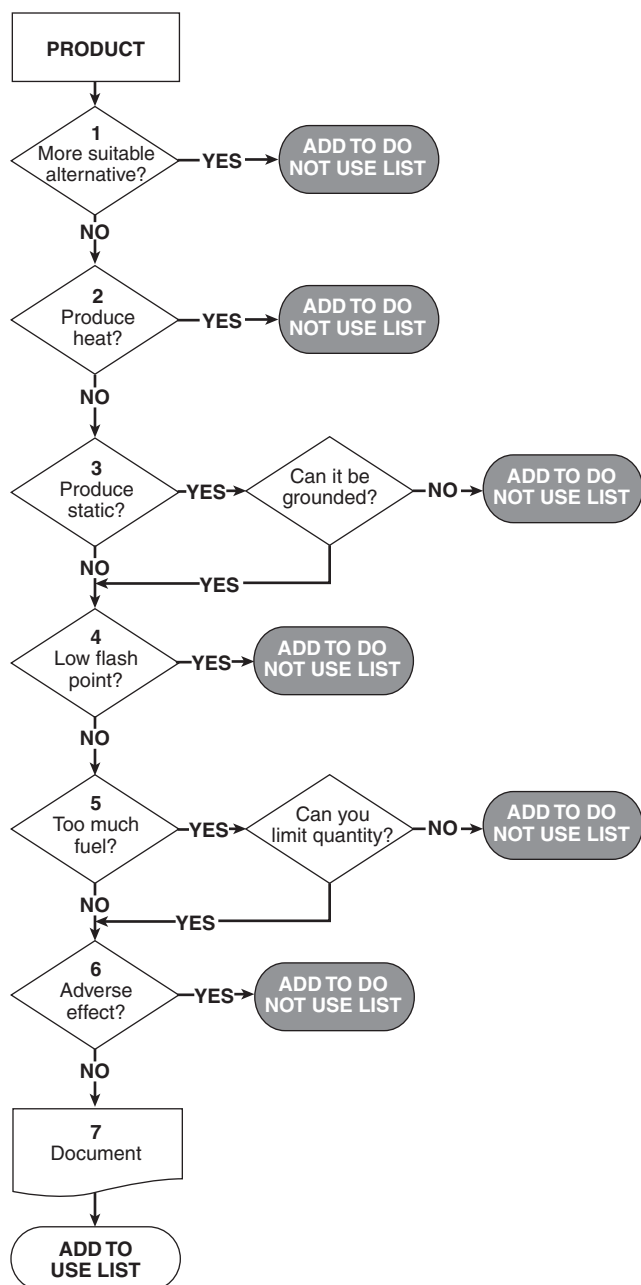 PRODUCT
1
More suitable
alternative?
YES
ADD TO DO
NOT USE LIST
NO
2
Produce
heat?
YES
ADD TO DO
NOT USE LIST
NO
3
Produce
static?
YES
Can it be
grounded?
NO
ADD TO DO
NOT USE LIST
NO
YES
4
Low flash
point?
YES
ADD TO DO
NOT USE LIST
NO
5
Too much
fuel?
YES
Can you
limit quantity?
NO
ADD TO DO
NOT USE LIST
NO
YES
6
Adverse
effect?
YES
ADD TO DO
NOT USE LIST
NO
7
Document
ADD TO
USE LIST